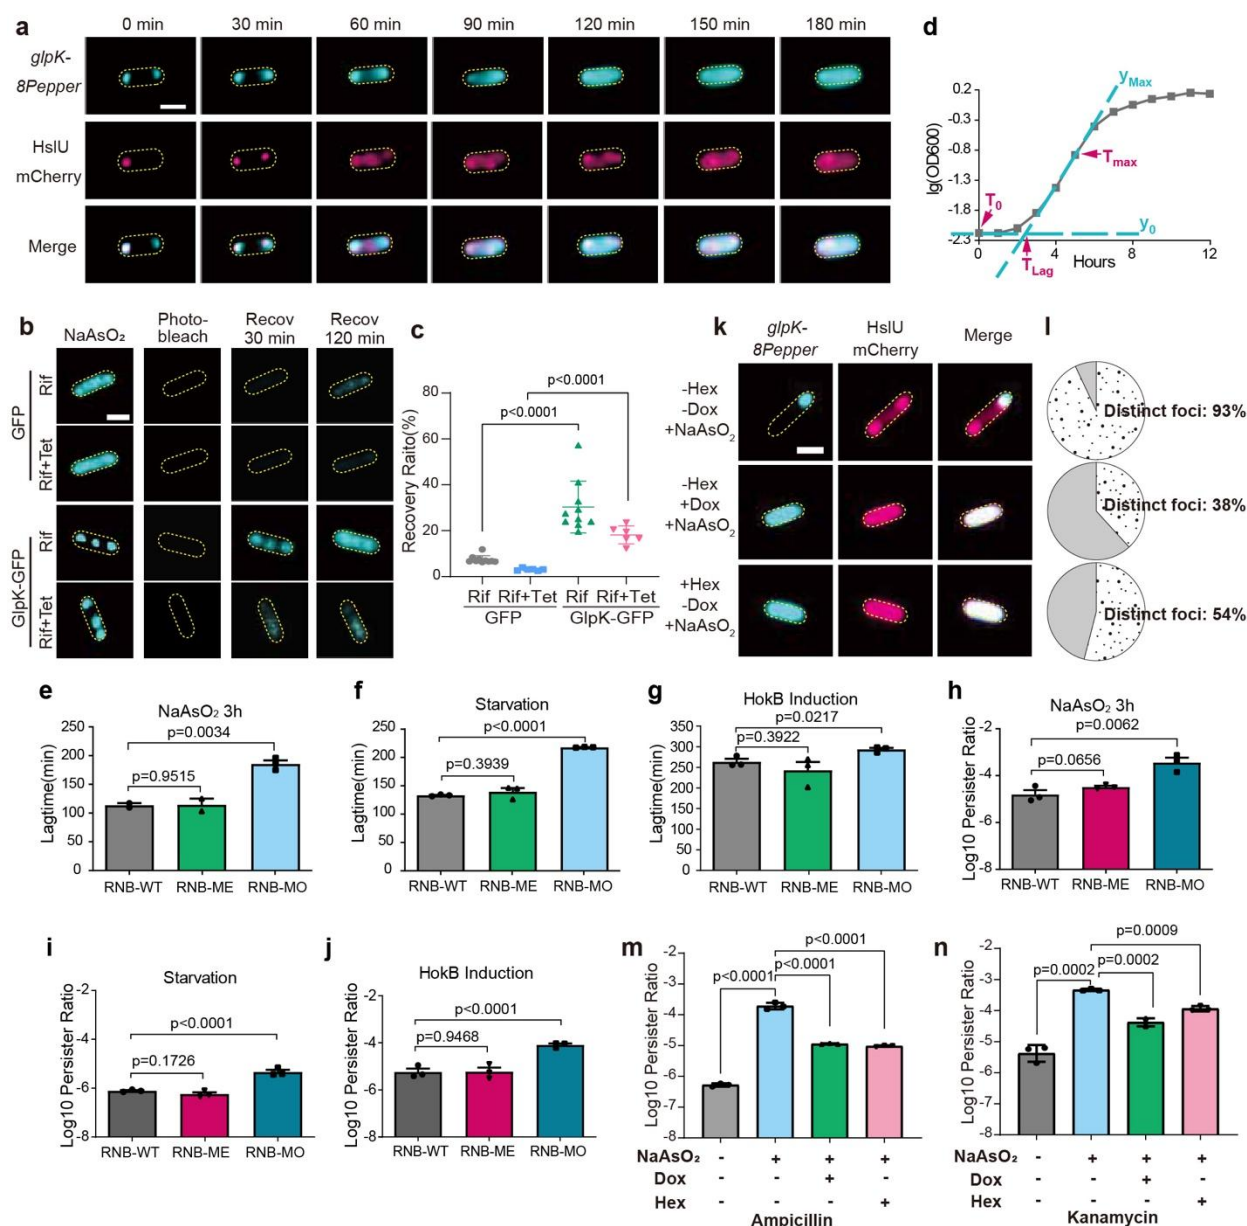 a
0 min 30 min 60 min 90 min 120 min 150 min 180 min
glpK-
8Pepper
HslU
mCherry
Merge
d
0.2
-0.3
-0.8
-1.3
-1.8
-2.3
lg(OD600)
yMax
Tmax
T0
y0
TLag
0 4 8 12
Hours
b
NaAsO₂ Photo-bleach Recov 30 min Recov 120 min
GFP
Rif
Rif+Tet
GlpK-GFP
Rif
Rif+Tet
c
Recovery Raito(%)
80
60
40
20
0
p<0.0001
p<0.0001
Rif Rif+Tet Rif Rif+Tet
GFP GlpK-GFP
k
glpK-
8Pepper
HslU
mCherry
Merge
-Hex
-Dox
+NaAsO₂
-Hex
+Dox
+NaAsO₂
+Hex
-Dox
+NaAsO₂
l
Distinct foci: 93%
Distinct foci: 38%
Distinct foci: 54%
e
NaAsO₂ 3h
Lagtime(min)
250
200
150
100
50
0
p=0.0034
p=0.9515
RNB-WT RNB-ME RNB-MO
f
Starvation
Lagtime(min)
250
200
150
100
50
0
p<0.0001
p=0.3939
RNB-WT RNB-ME RNB-MO
g
HokB Induction
Lagtime(min)
350
300
250
200
150
100
50
0
p=0.0217
p=0.3922
RNB-WT RNB-ME RNB-MO
h
NaAsO₂ 3h
Log10 Persister Ratio
-2
-4
-6
-8
p=0.0062
p=0.0656
RNB-WT RNB-ME RNB-MO
i
Starvation
Log10 Persister Ratio
-2
-4
-6
-8
p<0.0001
p=0.1726
RNB-WT RNB-ME RNB-MO
j
HokB Induction
Log10 Persister Ratio
-2
-4
-6
-8
p<0.0001
p=0.9468
RNB-WT RNB-ME RNB-MO
m
Log10 Persister Ratio
-2
-3
-4
-5
-6
-7
-8
p<0.0001
p<0.0001
p<0.0001
NaAsO₂ - + + +
Dox - - + -
Hex - - - +
Ampicillin
n
Log10 Persister Ratio
-1
-2
-3
-4
-5
-6
-7
-8
p=0.0009
p=0.0002
p=0.0002
NaAsO₂ - + + +
Dox - - + -
Hex - - - +
Kanamycin